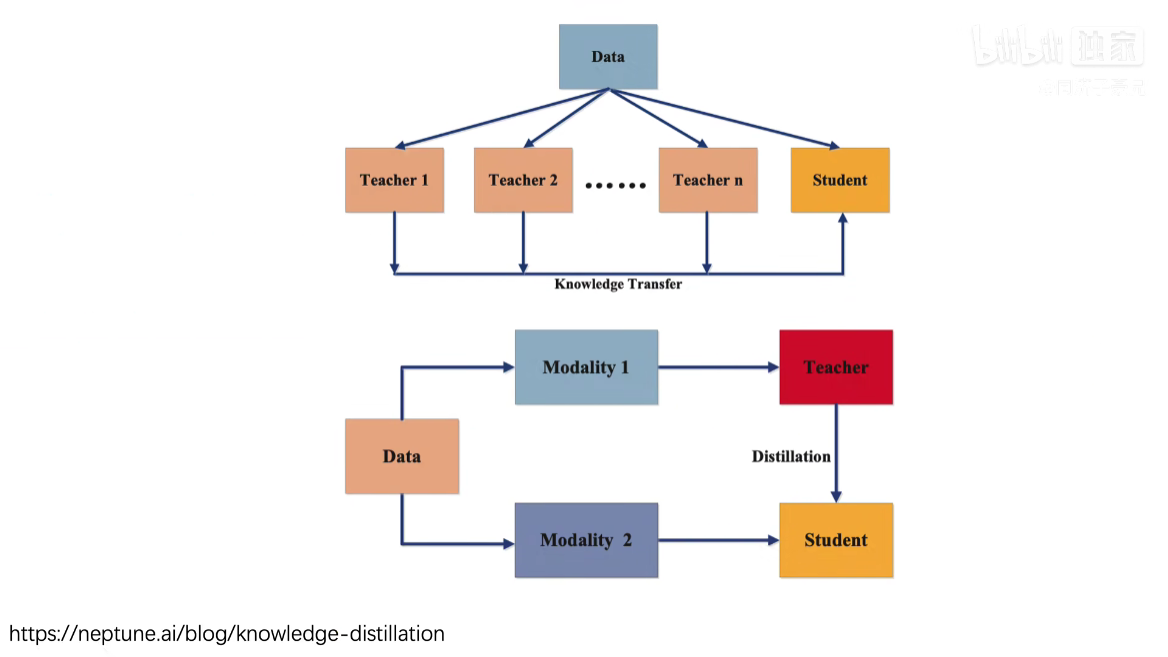 bilibili 独家
Data
Teacher 1
Teacher 2
......
Teacher n
Student
Knowledge Transfer
Modality 1
Teacher
Data
Distillation
Modality 2
Student
https://neptune.ai/blog/knowledge-distillation